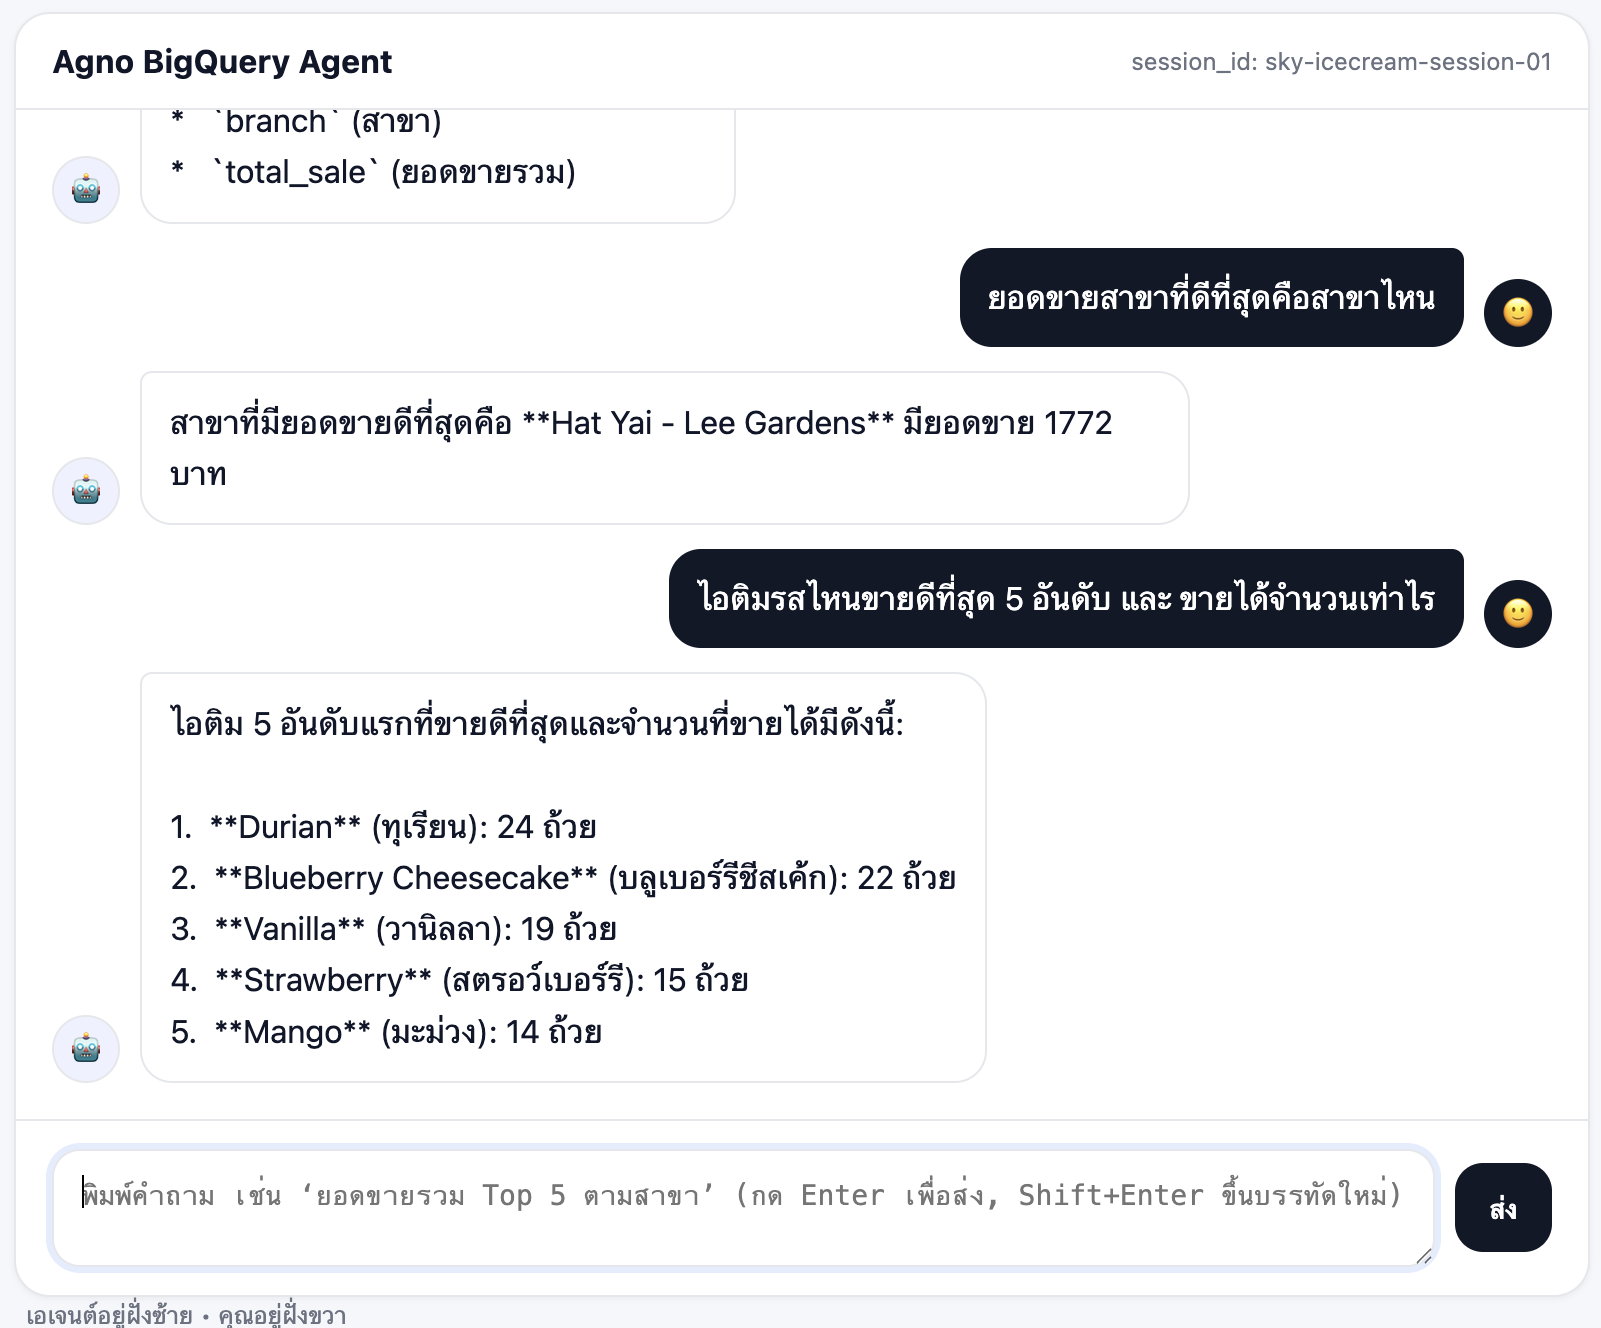 Agno BigQuery Agent
session_id: sky-icecream-session-01
* `branch` (สาขา)
* `total_sale` (ยอดขายรวม)
ยอดขายสาขาที่ดีที่สุดคือสาขาไหน
สาขาที่มียอดขายดีที่สุดคือ **Hat Yai - Lee Gardens** มียอดขาย 1772
บาท
ไอติมรสไหนขายดีที่สุด 5 อันดับ และ ขายได้จำนวนเท่าไร
ไอติม 5 อันดับแรกที่ขายดีที่สุดและจำนวนที่ขายได้มีดังนี้:
1. **Durian** (ทุเรียน): 24 ถ้วย
2. **Blueberry Cheesecake** (บลูเบอร์รีชีสเค้ก): 22 ถ้วย
3. **Vanilla** (วานิลลา): 19 ถ้วย
4. **Strawberry** (สตรอว์เบอร์รี): 15 ถ้วย
5. **Mango** (มะม่วง): 14 ถ้วย
พิมพ์คำถาม เช่น ‘ยอดขายรวม Top 5 ตามสาขา’ (กด Enter เพื่อส่ง, Shift+Enter ขึ้นบรรทัดใหม่)
ส่ง
เอเจนต์อยู่ฝั่งซ้าย • คุณอยู่ฝั่งขวา